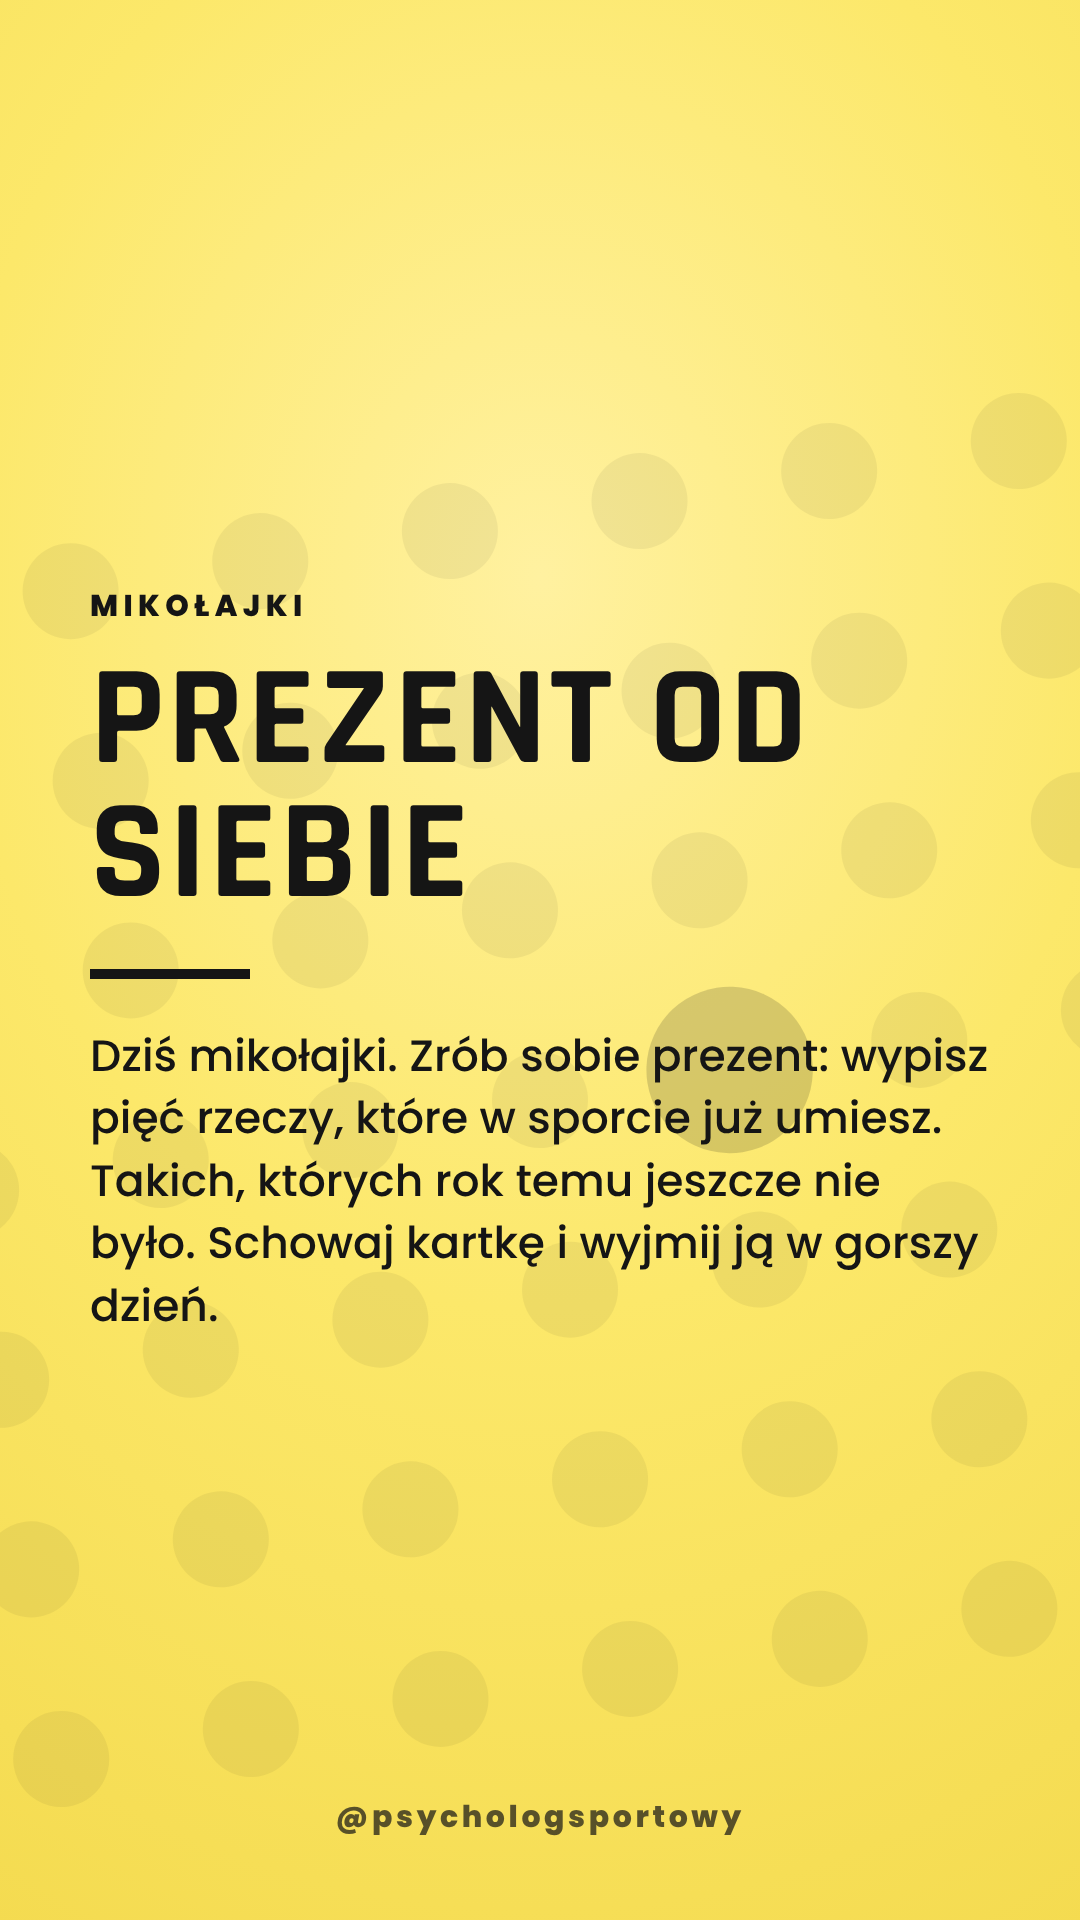 MIKOŁAJKI
PREZENT OD
SIEBIE
Dziś mikołajki. Zrób sobie prezent: wypisz
pięć rzeczy, które w sporcie już umiesz.
Takich, których rok temu jeszcze nie
było. Schowaj kartkę i wyjmij ją w gorszy
dzień.
@psychologsportowy